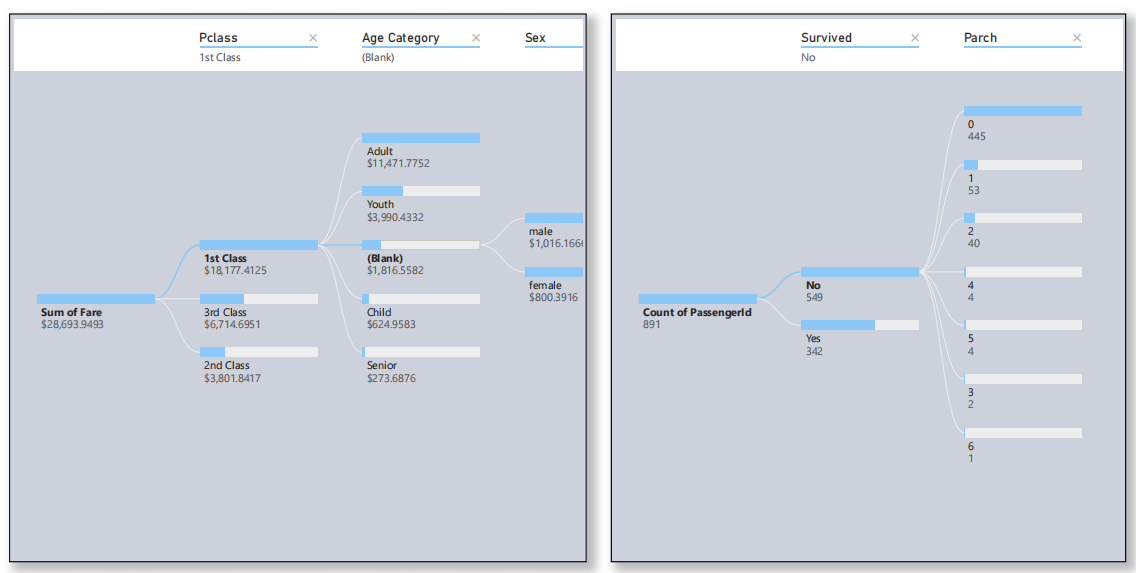 Pclass
1st Class
Age Category
(Blank)
Sex
Adult
$11,471.7752
Youth
$3,990.4332
(Blank)
$1,816.5582
Child
$624.9583
Senior
$273.6876
male
$1,016.166
female
$800.3916
1st Class
$18,177.4125
3rd Class
$6,714.6951
2nd Class
$3,801.8417
Sum of Fare
$28,693.9493
Survived
No
Parch
0
445
1
53
2
40
4
4
5
4
3
2
6
1
No
549
Yes
342
Count of PassengerId
891